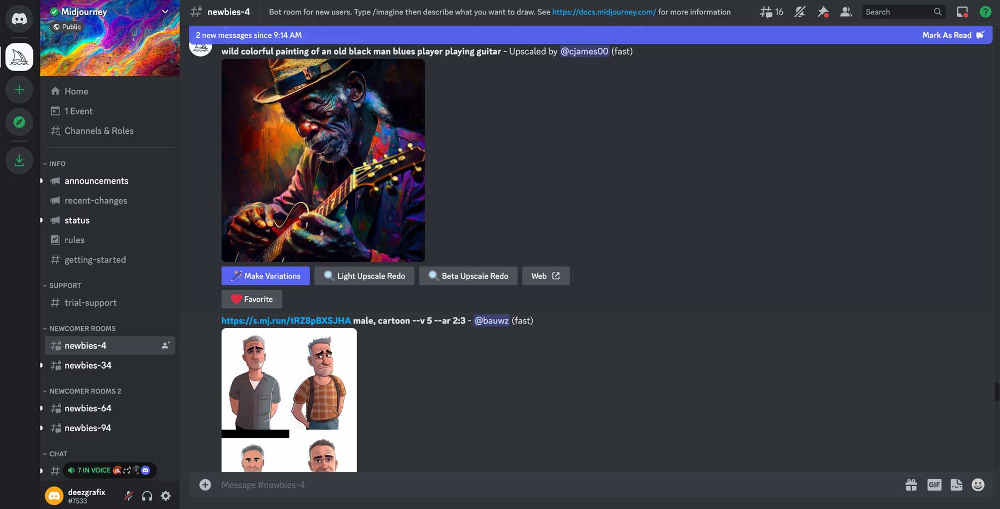 Midjourney
Public
Home
1 Event
Channels & Roles
INFO
announcements
recent-changes
status
rules
getting-started
SUPPORT
trial-support
NEWCOMER ROOMS
newbies-4
newbies-34
NEWCOMER ROOMS 2
newbies-64
newbies-94
CHAT
7 IN VOICE
deezgrafix
#7533
newbies-4
Bot room for new users. Type /imagine then describe what you want to draw. See https://docs.midjourney.com/ for more information
16
Search
2 new messages since 9:14 AM
Mark As Read
wild colorful painting of an old black man blues player playing guitar - Upscaled by @cjames00 (fast)
Make Variations
Light Upscale Redo
Beta Upscale Redo
Web
Favorite
https://s.mj.run/tRZ8pBXSJHA male, cartoon --v 5 --ar 2:3 - @bauwz (fast)
Message #newbies-4
GIF